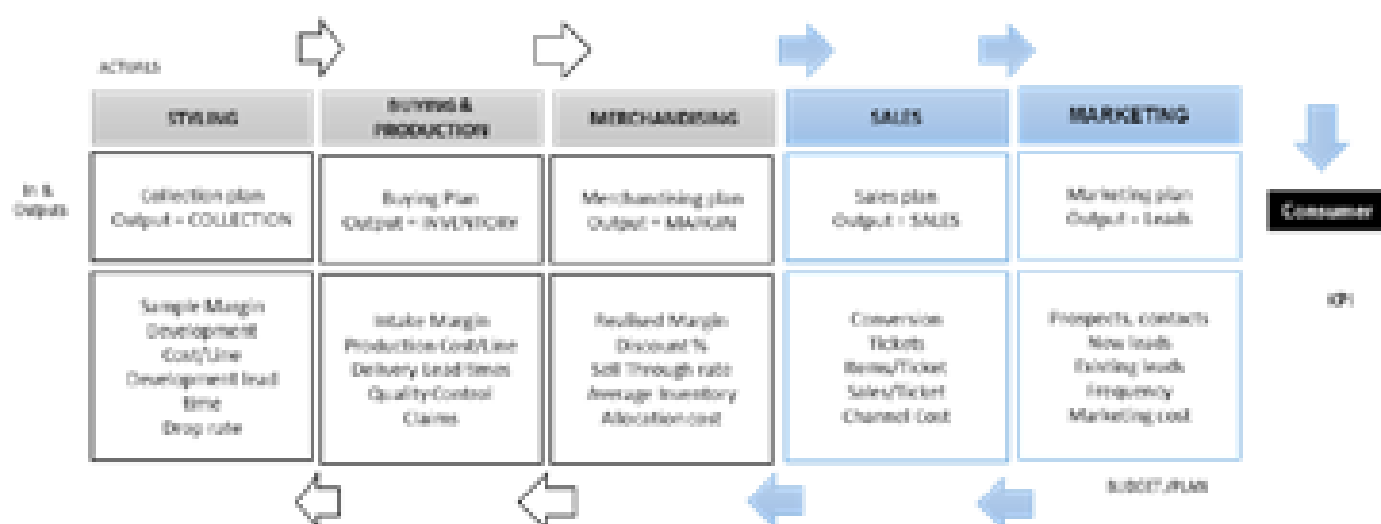 ACTUALS
STYLING
BUYING &
PRODUCTION
MERCHANDISING
SALES
MARKETING
In &
Outputs
Collection plan
Output = COLLECTION
Buying Plan
Output = INVENTORY
Merchandising plan
Output = MARGIN
Sales plan
Output = SALES
Marketing plan
Output = Leads
Consumer
Sample Margin
Development
Cost/Line
Development lead
time
Drop rate
Intake Margin
Production Cost/Line
Delivery Lead times
Quality Control
Claims
Realised Margin
Discount %
Sell Through rate
Average Inventory
Allocation cost
Conversion
Tickets
Items/Ticket
Sales/Ticket
Channel Cost
Prospects, contacts
New leads
Existing leads
Frequency
Marketing cost
KPI
BUDGET/PLAN